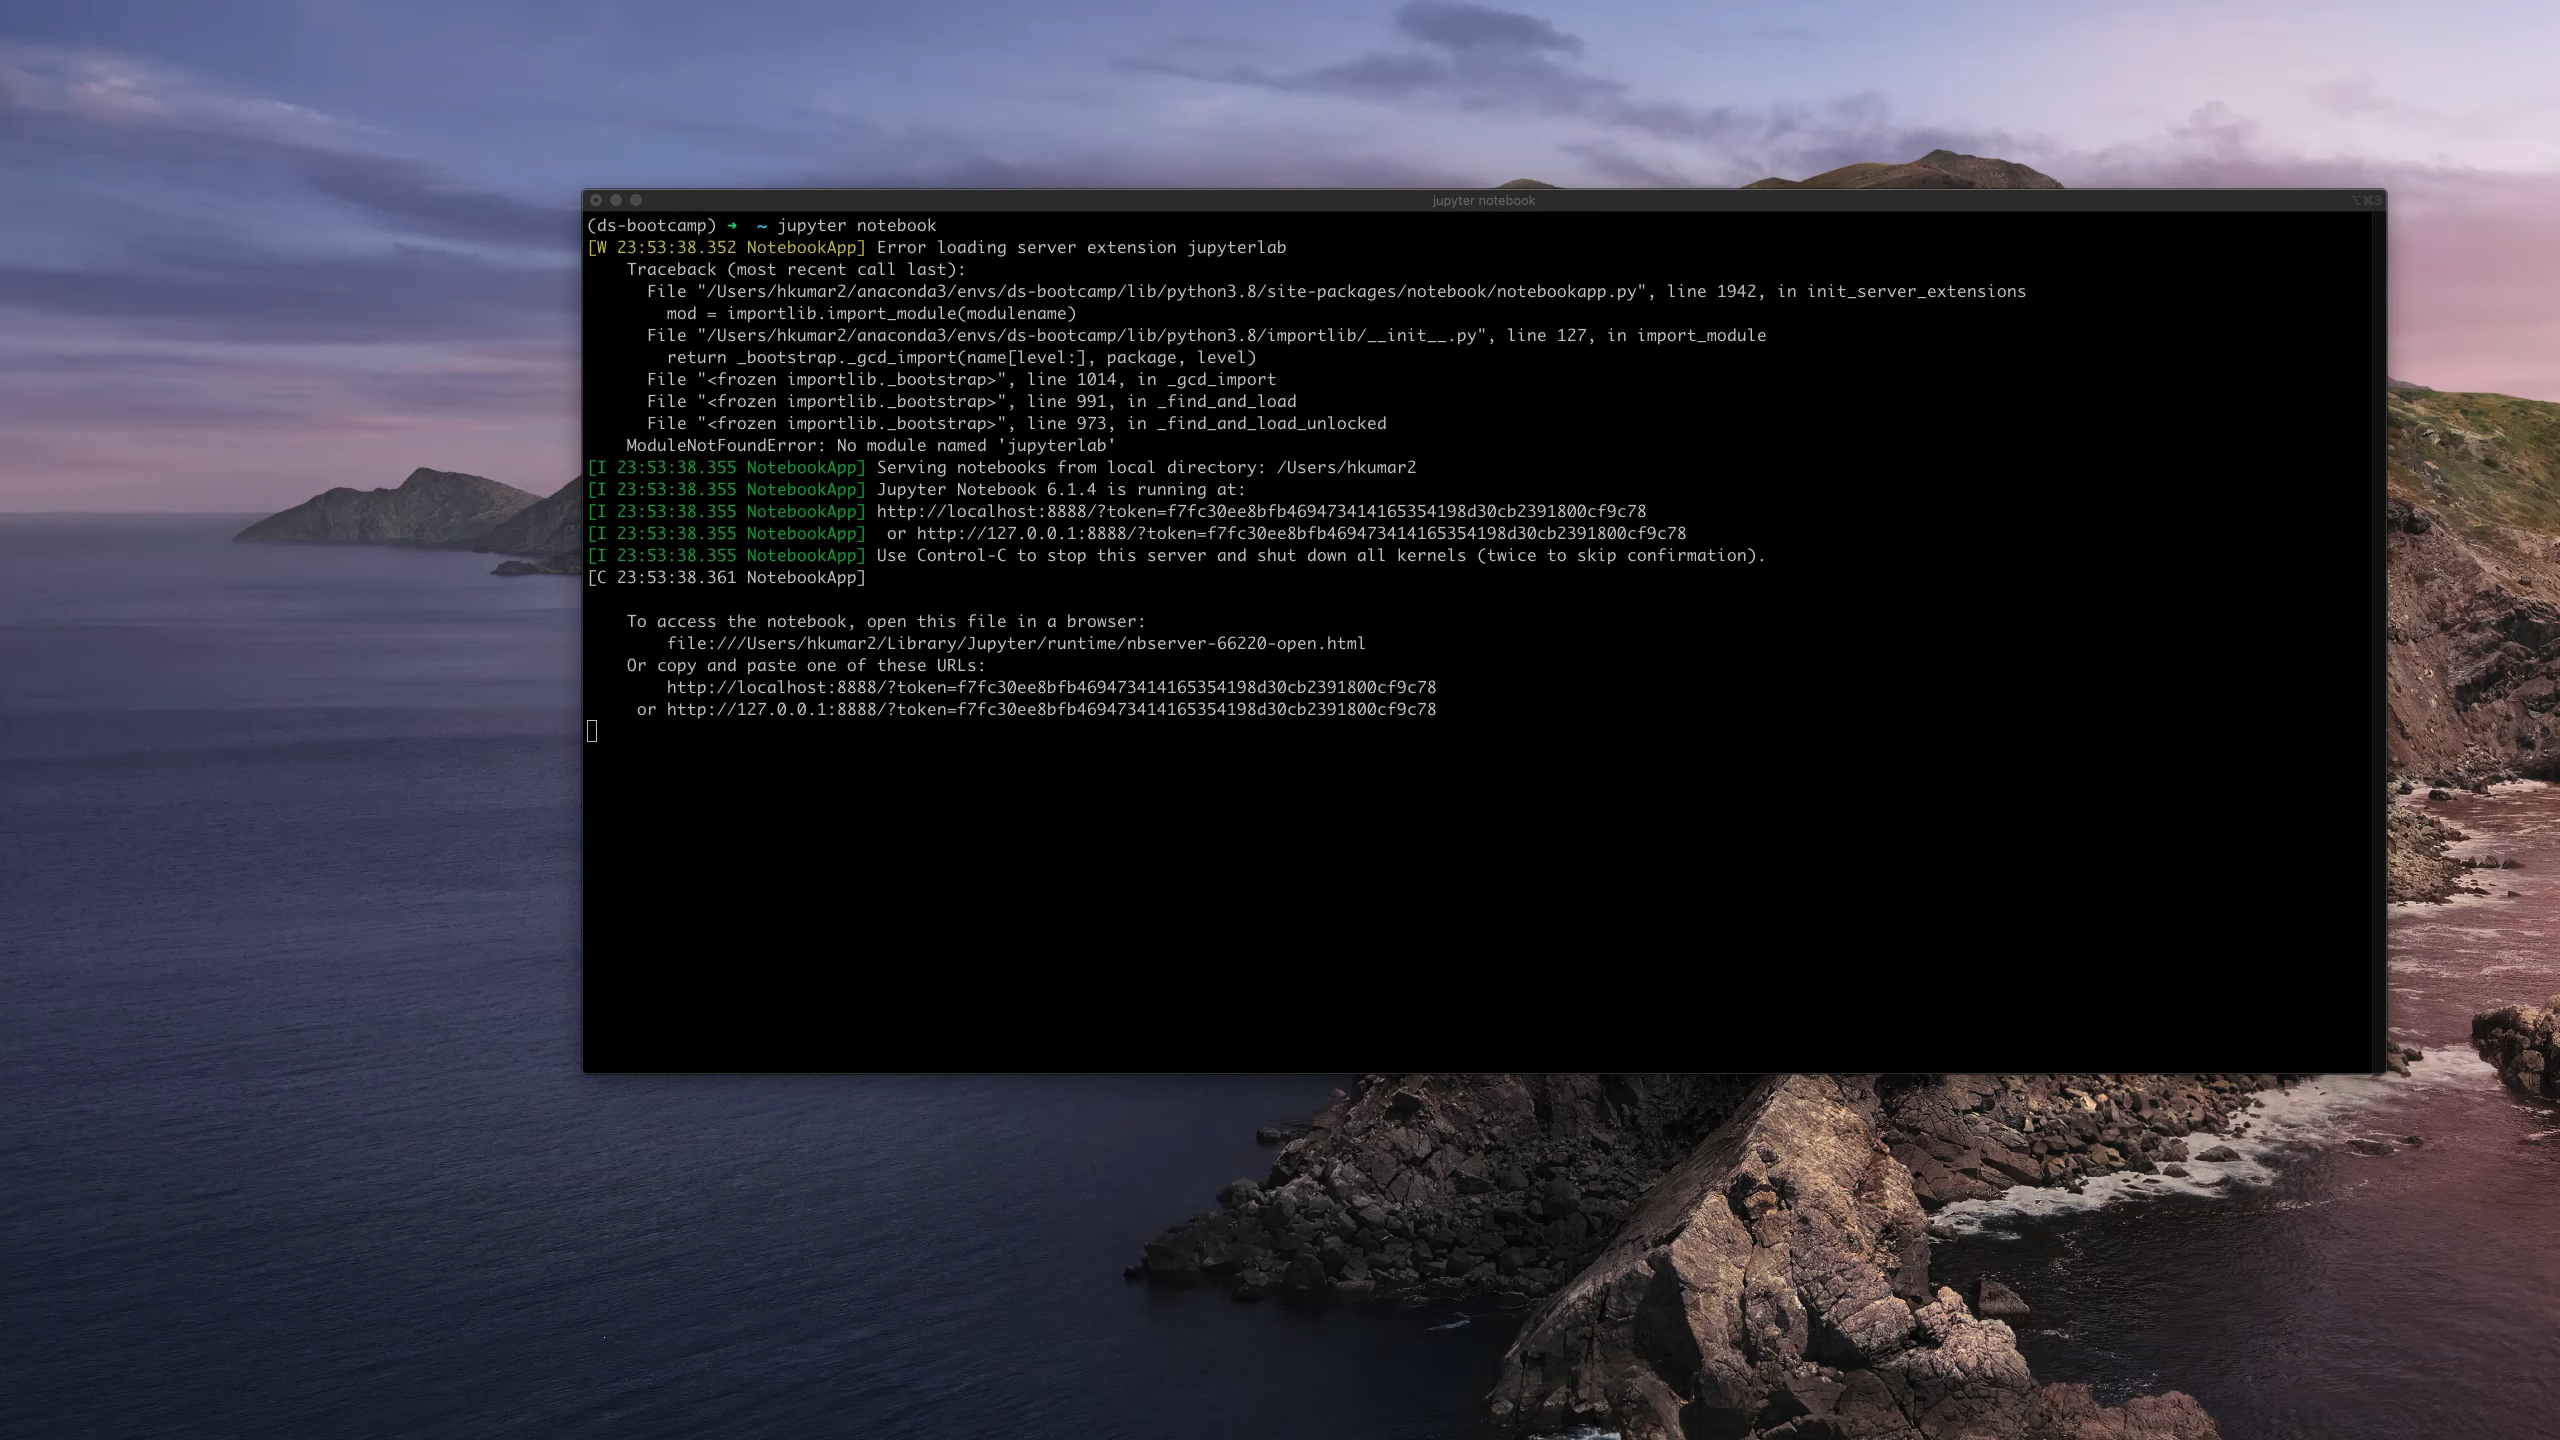 jupyter notebook
⌥⌘3
(ds-bootcamp) ➜  ~ jupyter notebook
[W 23:53:38.352 NotebookApp] Error loading server extension jupyterlab
    Traceback (most recent call last):
      File "/Users/hkumar2/anaconda3/envs/ds-bootcamp/lib/python3.8/site-packages/notebook/notebookapp.py", line 1942, in init_server_extensions
        mod = importlib.import_module(modulename)
      File "/Users/hkumar2/anaconda3/envs/ds-bootcamp/lib/python3.8/importlib/__init__.py", line 127, in import_module
        return _bootstrap._gcd_import(name[level:], package, level)
      File "<frozen importlib._bootstrap>", line 1014, in _gcd_import
      File "<frozen importlib._bootstrap>", line 991, in _find_and_load
      File "<frozen importlib._bootstrap>", line 973, in _find_and_load_unlocked
    ModuleNotFoundError: No module named 'jupyterlab'
[I 23:53:38.355 NotebookApp] Serving notebooks from local directory: /Users/hkumar2
[I 23:53:38.355 NotebookApp] Jupyter Notebook 6.1.4 is running at:
[I 23:53:38.355 NotebookApp] http://localhost:8888/?token=f7fc30ee8bfb469473414165354198d30cb2391800cf9c78
[I 23:53:38.355 NotebookApp]  or http://127.0.0.1:8888/?token=f7fc30ee8bfb469473414165354198d30cb2391800cf9c78
[I 23:53:38.355 NotebookApp] Use Control-C to stop this server and shut down all kernels (twice to skip confirmation).
[C 23:53:38.361 NotebookApp]
    To access the notebook, open this file in a browser:
        file:///Users/hkumar2/Library/Jupyter/runtime/nbserver-66220-open.html
    Or copy and paste one of these URLs:
        http://localhost:8888/?token=f7fc30ee8bfb469473414165354198d30cb2391800cf9c78
     or http://127.0.0.1:8888/?token=f7fc30ee8bfb469473414165354198d30cb2391800cf9c78